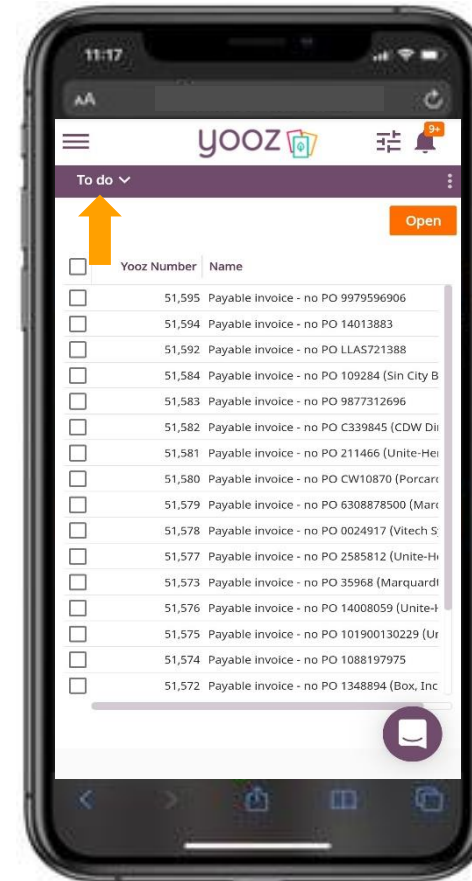 11:17
AA
yooz
9+
To do
Open
Yooz Number Name
51,595 Payable invoice - no PO 9979596906
51,594 Payable invoice - no PO 14013883
51,592 Payable invoice - no PO LLAS721388
51,584 Payable invoice - no PO 109284 (Sin City B
51,583 Payable invoice - no PO 9877312696
51,582 Payable invoice - no PO C339845 (CDW Di
51,581 Payable invoice - no PO 211466 (Unite-He
51,580 Payable invoice - no PO CW10870 (Porcar
51,579 Payable invoice - no PO 6308878500 (Mar
51,578 Payable invoice - no PO 0024917 (Vitech S
51,577 Payable invoice - no PO 2585812 (Unite-H
51,573 Payable invoice - no PO 35968 (Marquard
51,576 Payable invoice - no PO 14008059 (Unite-
51,575 Payable invoice - no PO 101900130229 (U
51,574 Payable invoice - no PO 1088197975
51,572 Payable invoice - no PO 1348894 (Box, Inc